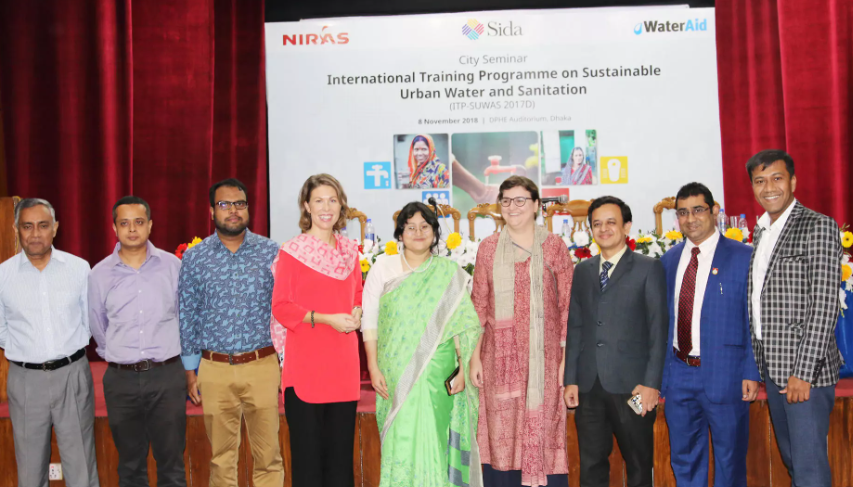 NIRAS
Sida
WaterAid
City Seminar
International Training Programme on Sustainable
Urban Water and Sanitation
(ITP-SUWAS 2017D)
8 November 2018 | DPHE Auditorium, Dhaka